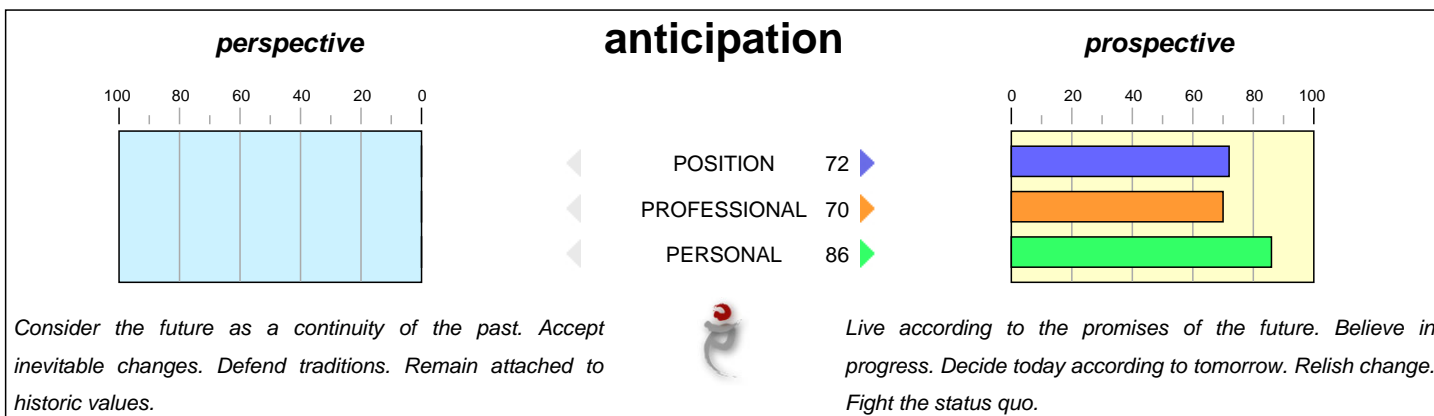 anticipation
perspective
prospective
100 80 60 40 20 0
0 20 40 60 80 100
POSITION 72
PROFESSIONAL 70
PERSONAL 86
Consider the future as a continuity of the past. Accept
inevitable changes. Defend traditions. Remain attached to
historic values.
Live according to the promises of the future. Believe in
progress. Decide today according to tomorrow. Relish change.
Fight the status quo.